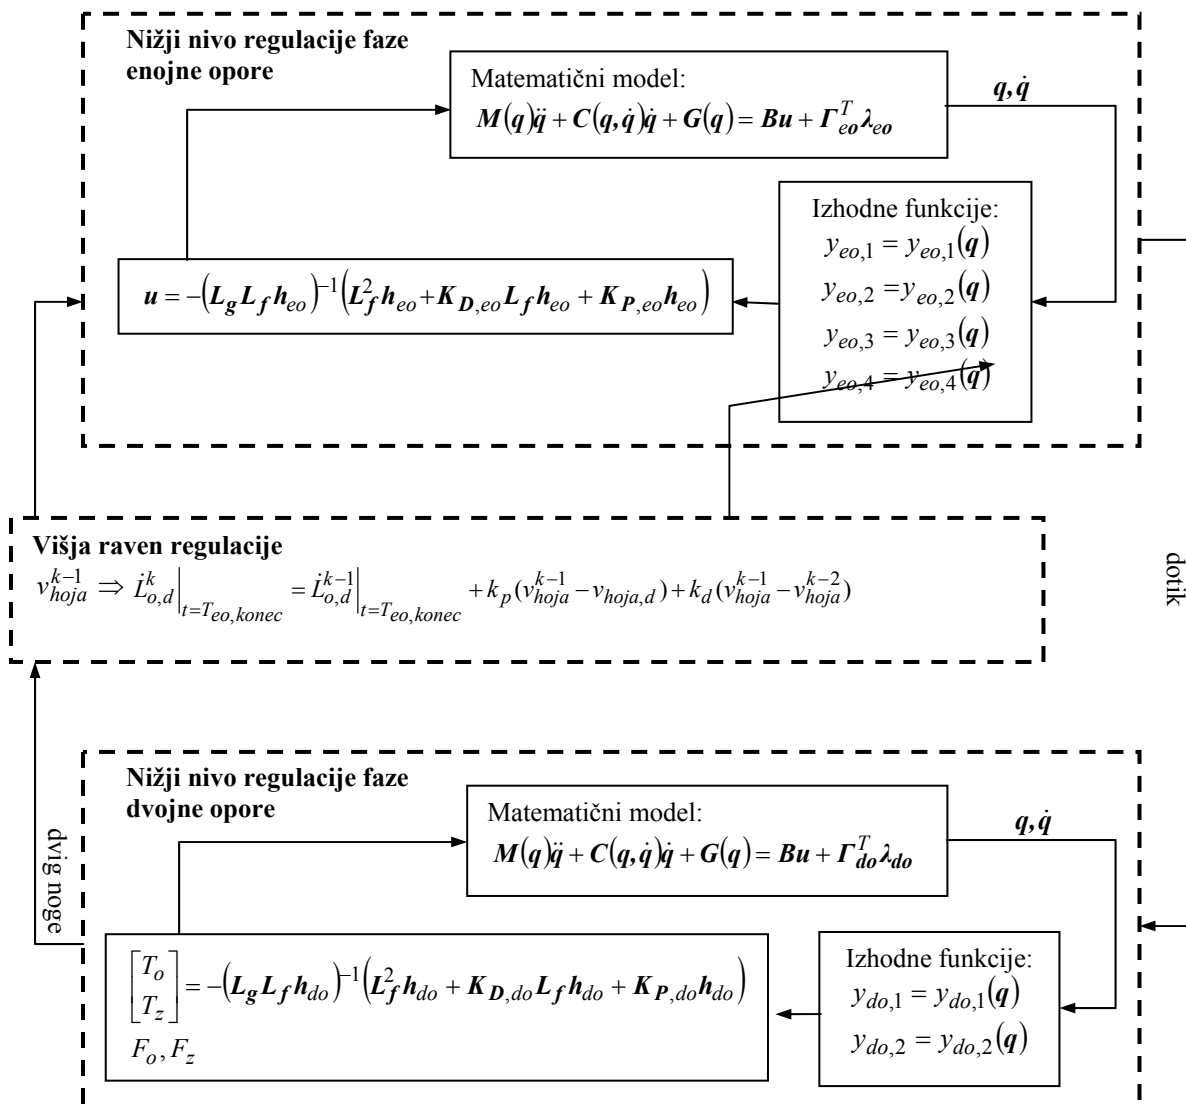 Nižji nivo regulacije faze
enojne opore
Matematični model:
M(q)q̈ + C(q,q̇)q̇ + G(q) = Bu + Γ_eo^T λ_eo
q,q̇
Izhodne funkcije:
y_eo,1 = y_eo,1(q)
y_eo,2 = y_eo,2(q)
y_eo,3 = y_eo,3(q)
y_eo,4 = y_eo,4(q)
u = −(L_g L_f h_eo)^−1 (L_f^2 h_eo + K_D,eo L_f h_eo + K_P,eo h_eo)
Višja raven regulacije
v_hoja^k−1 ⇒ L̇_o,d^k |_t=T_eo,konec = L̇_o,d^k−1 |_t=T_eo,konec + k_p(v_hoja^k−1 − v_hoja,d) + k_d(v_hoja^k−1 − v_hoja^k−2)
dotik
dvig noge
Nižji nivo regulacije faze
dvojne opore
Matematični model:
M(q)q̈ + C(q,q̇)q̇ + G(q) = Bu + Γ_do^T λ_do
q,q̇
Izhodne funkcije:
y_do,1 = y_do,1(q)
y_do,2 = y_do,2(q)
[T_o T_z] = −(L_g L_f h_do)^−1 (L_f^2 h_do + K_D,do L_f h_do + K_P,do h_do)
F_o, F_z